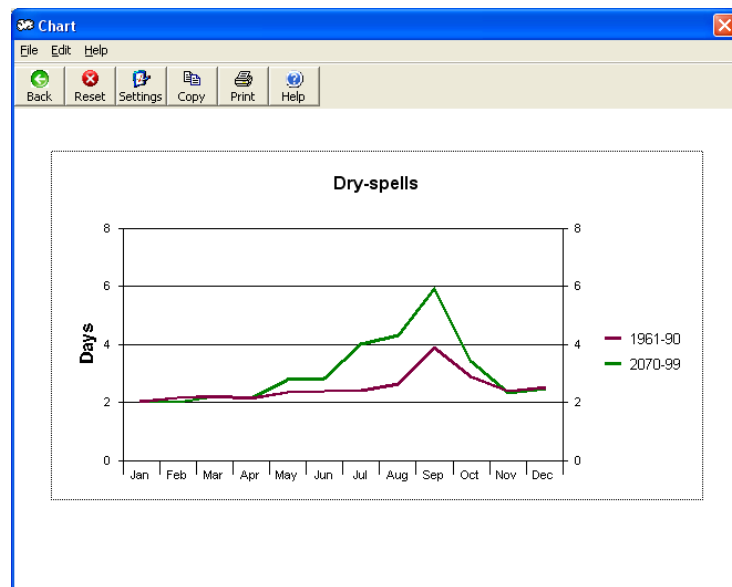 Chart
File Edit Help
Back Reset Settings Copy Print Help
Dry-spells
8 8
6 6
4 4
2 2
0 0
Days
Jan Feb Mar Apr May Jun Jul Aug Sep Oct Nov Dec
1961-90
2070-99